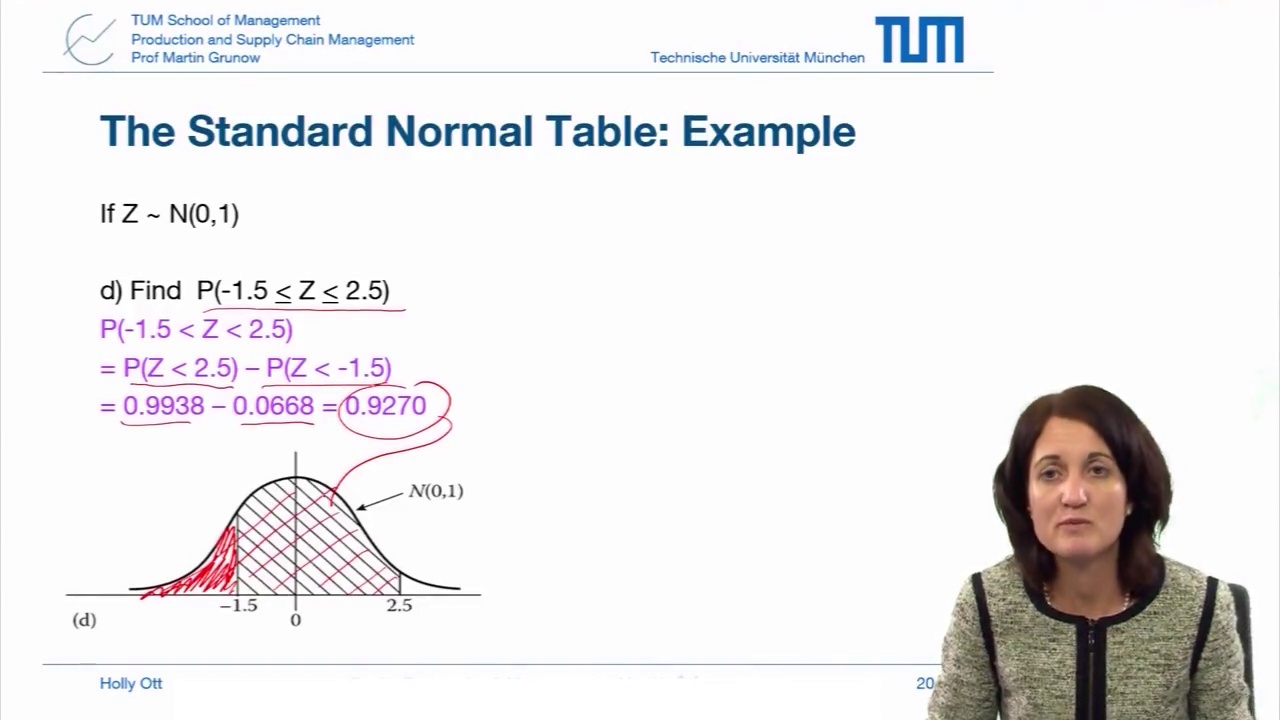 TUM School of Management
Production and Supply Chain Management
Prof Martin Grunow
Technische Universität München
TUM
The Standard Normal Table: Example
If Z ~ N(0,1)
d) Find P(-1.5 ≤ Z ≤ 2.5)
P(-1.5 < Z < 2.5)
= P(Z < 2.5) – P(Z < -1.5)
= 0.9938 – 0.0668 = 0.9270
N(0,1)
−1.5
0
2.5
(d)
Holly Ott
20